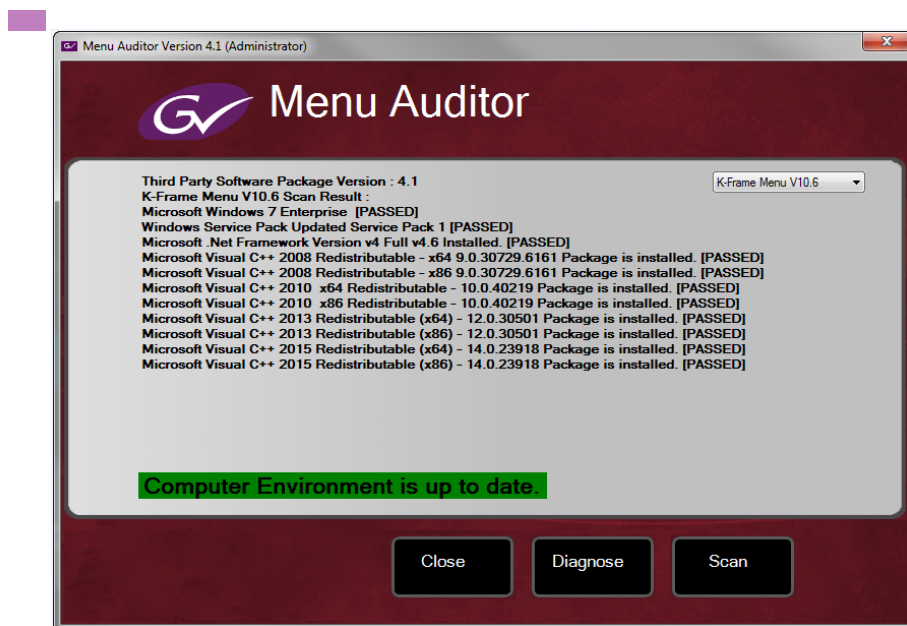 Menu Auditor Version 4.1 (Administrator)
GV Menu Auditor
Third Party Software Package Version : 4.1
K-Frame Menu V10.6
K-Frame Menu V10.6 Scan Result :
Microsoft Windows 7 Enterprise [PASSED]
Windows Service Pack Updated Service Pack 1 [PASSED]
Microsoft .Net Framework Version v4 Full v4.6 Installed. [PASSED]
Microsoft Visual C++ 2008 Redistributable - x64 9.0.30729.6161 Package is installed. [PASSED]
Microsoft Visual C++ 2008 Redistributable - x86 9.0.30729.6161 Package is installed. [PASSED]
Microsoft Visual C++ 2010 x64 Redistributable - 10.0.40219 Package is installed. [PASSED]
Microsoft Visual C++ 2010 x86 Redistributable - 10.0.40219 Package is installed. [PASSED]
Microsoft Visual C++ 2013 Redistributable (x64) - 12.0.30501 Package is installed. [PASSED]
Microsoft Visual C++ 2013 Redistributable (x86) - 12.0.30501 Package is installed. [PASSED]
Microsoft Visual C++ 2015 Redistributable (x64) - 14.0.23918 Package is installed. [PASSED]
Microsoft Visual C++ 2015 Redistributable (x86) - 14.0.23918 Package is installed. [PASSED]
Computer Environment is up to date.
Close Diagnose Scan